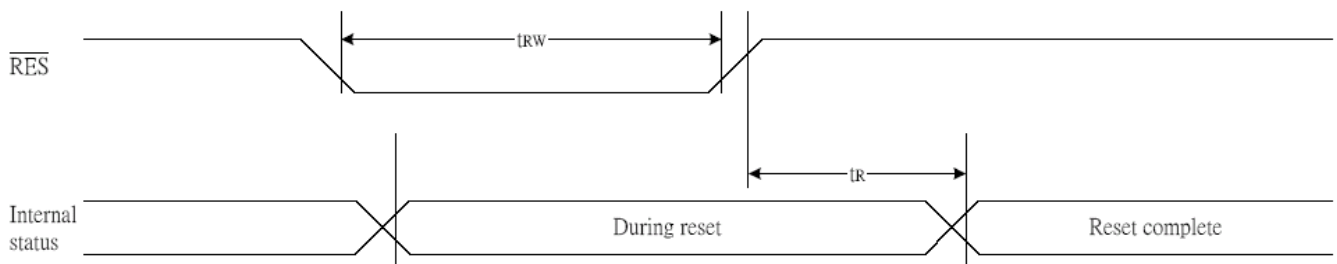 tRW
RES
tR
Internal
status
During reset
Reset complete